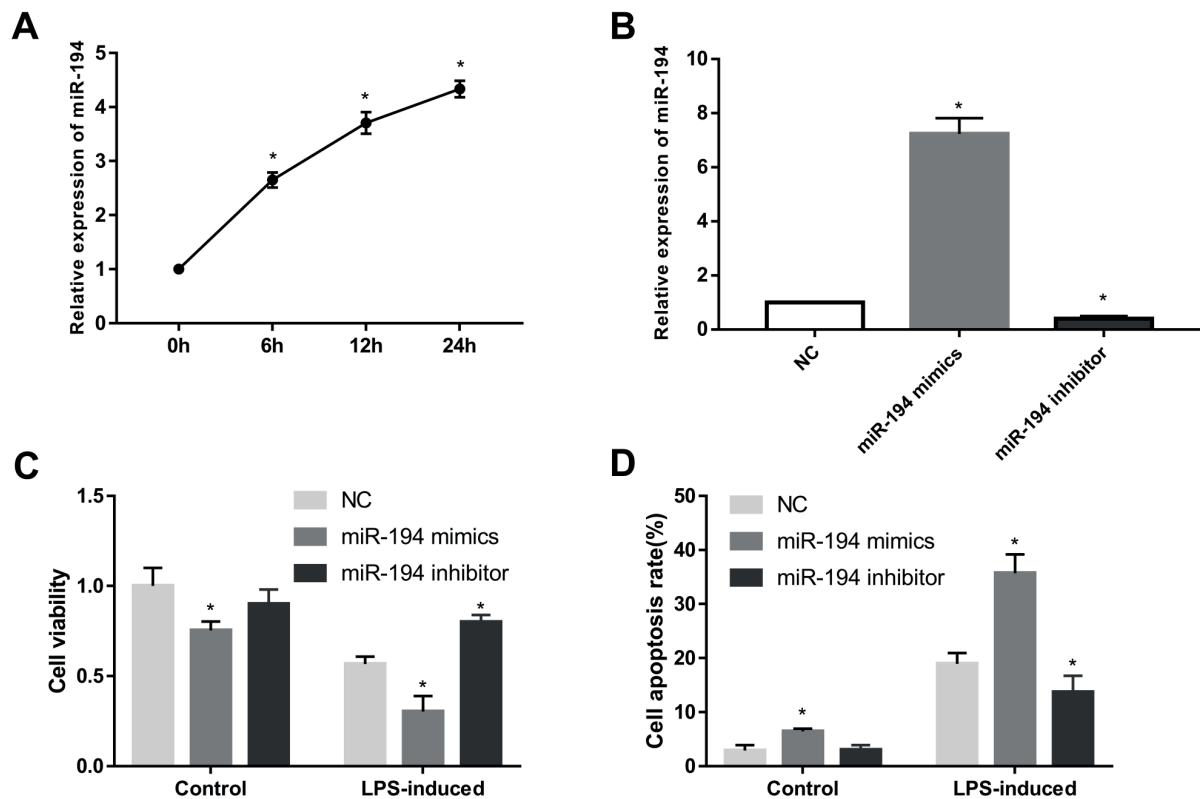 A
Relative expression of miR-194
5
4
3
2
1
0
*
*
*
0h
6h
12h
24h
B
Relative expression of miR-194
10
8
6
4
2
0
*
*
NC
miR-194 mimics
miR-194 inhibitor
C
Cell viability
1.5
1.0
0.5
0.0
NC
miR-194 mimics
miR-194 inhibitor
*
*
*
Control
LPS-induced
D
Cell apoptosis rate(%)
50
40
30
20
10
0
NC
miR-194 mimics
miR-194 inhibitor
*
*
*
Control
LPS-induced